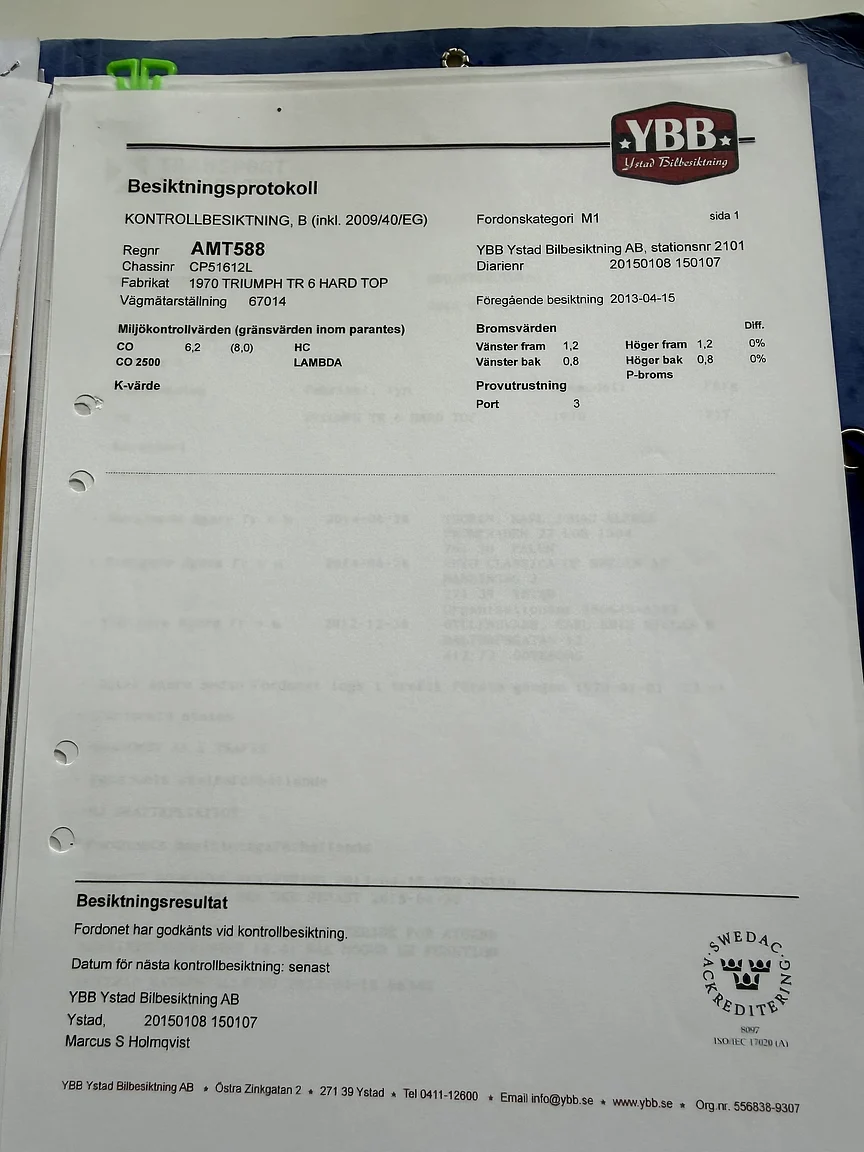 YBB
Ystad Bilbesiktning
Besiktningsprotokoll
KONTROLLBESIKTNING, B (inkl. 2009/40/EG)
Fordonskategori M1
sida 1
Regnr AMT588
Chassinr CP51612L
Fabrikat 1970 TRIUMPH TR 6 HARD TOP
Vägmätarställning 67014
YBB Ystad Bilbesiktning AB, stationsnr 2101
Diarienr 20150108 150107
Föregående besiktning 2013-04-15
Miljökontrollvärden (gränsvärden inom parantes)
CO 6,2 (8,0) HC
CO 2500 LAMBDA
K-värde
Bromsvärden Diff.
Vänster fram 1,2 Höger fram 1,2 0%
Vänster bak 0,8 Höger bak 0,8 0%
P-broms
Provutrustning
Port 3
Besiktningsresultat
Fordonet har godkänts vid kontrollbesiktning.
Datum för nästa kontrollbesiktning: senast
YBB Ystad Bilbesiktning AB
Ystad, 20150108 150107
Marcus S Holmqvist
SWEDAC
ACKREDITERING
8097
ISO/IEC 17020 (A)
YBB Ystad Bilbesiktning AB ★ Östra Zinkgatan 2 ★ 271 39 Ystad ★ Tel 0411-12600 ★ Email info@ybb.se ★ www.ybb.se ★ Org.nr. 556838-9307